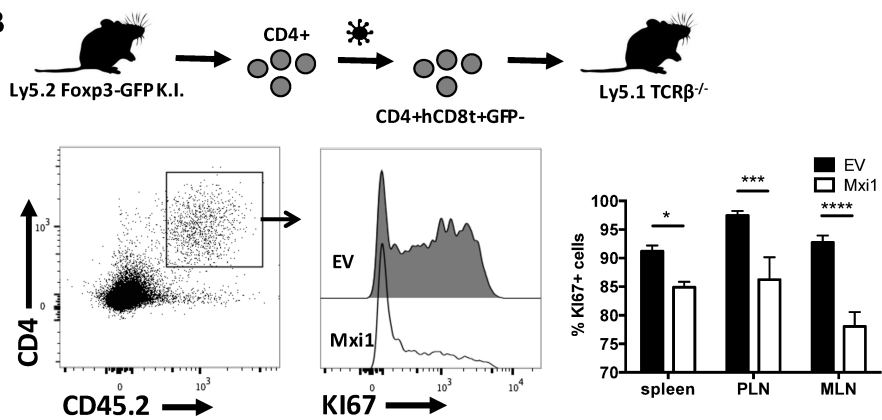 B
CD4+
Ly5.2 Foxp3-GFP K.I.
CD4+hCD8t+GFP-
Ly5.1 TCRβ-/-
EV
Mxi1
CD4
10³
0
0
10³
CD45.2
EV
Mxi1
0
10³
10⁴
KI67
% KI67+ cells
100
95
90
85
80
75
70
*
***
****
spleen
PLN
MLN